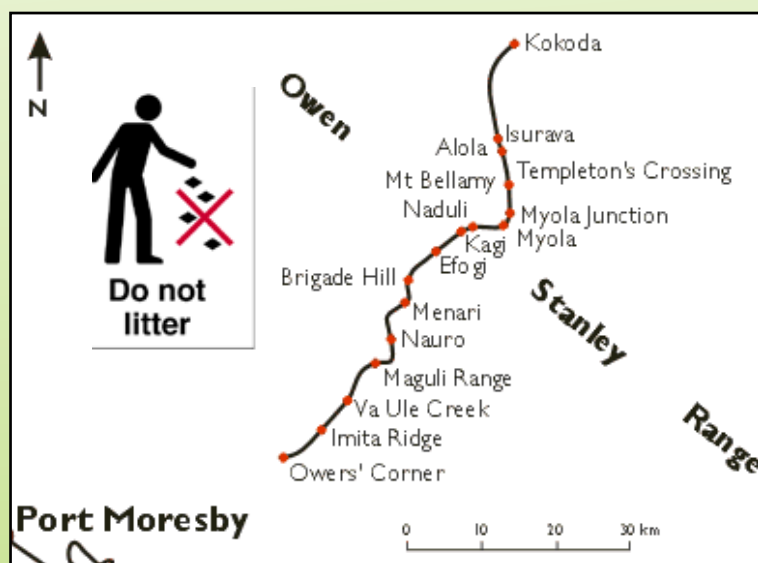 Kokoda
Owen
N
Isurava
Alola
Templeton's Crossing
Mt Bellamy
Naduli
Myola Junction
Kagi
Myola
Efogi
Brigade Hill
Do not
litter
Stanley
Menari
Nauro
Maguli Range
Va Ule Creek
Range
Imita Ridge
Owers' Corner
Port Moresby
0 10 20 30 km